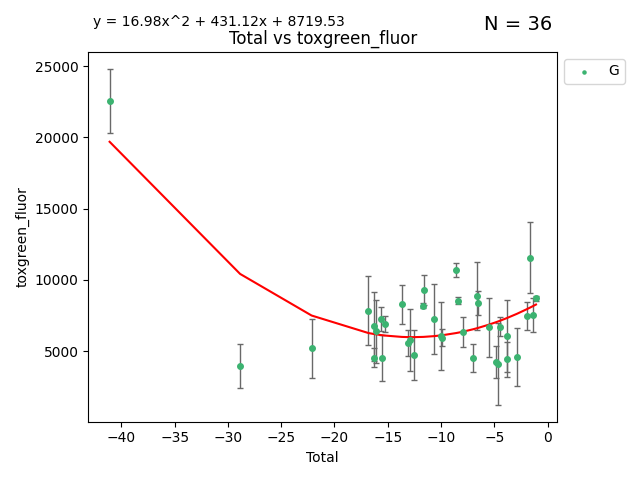 y = 16.98x^2 + 431.12x + 8719.53
N = 36
Total vs toxgreen_fluor
G
25000
20000
15000
10000
5000
toxgreen_fluor
−40 −35 −30 −25 −20 −15 −10 −5 0
Total